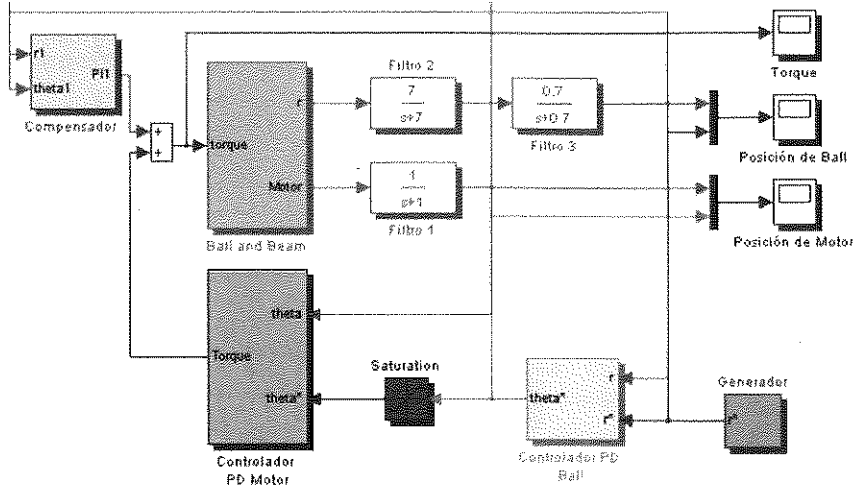 r1
theta1
PI1
Compensador
+
+
torque
r
Motor
Ball and Beam
Filtro 2
7
s+7
0.7
s+0.7
Filtro 3
1
s+1
Filtro 1
Torque
Posición de Ball
Posición de Motor
theta
Torque
theta*
Controlador
PD Motor
Saturation
r
theta*
r*
Controlador PD
Ball
Generador
r*